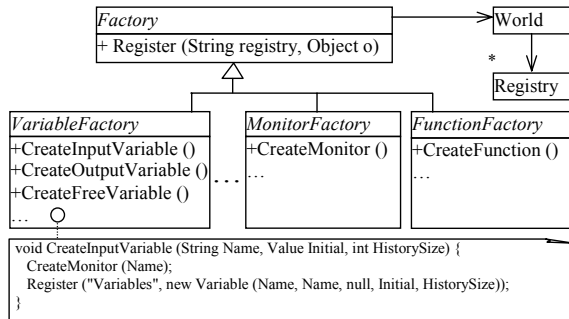 Factory
+ Register (String registry, Object o)
World
*
Registry
VariableFactory
+CreateInputVariable ()
+CreateOutputVariable ()
+CreateFreeVariable ()
...
...
MonitorFactory
+CreateMonitor ()
...
FunctionFactory
+CreateFunction ()
...
void CreateInputVariable (String Name, Value Initial, int HistorySize) {
CreateMonitor (Name);
Register ("Variables", new Variable (Name, Name, null, Initial, HistorySize));
}